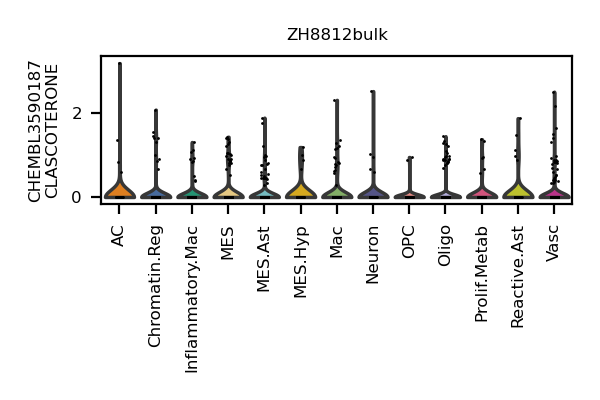 ZH8812bulk
CHEMBL3590187
CLASCOTERONE
2
0
AC
Chromatin.Reg
Inflammatory.Mac
MES
MES.Ast
MES.Hyp
Mac
Neuron
OPC
Oligo
Prolif.Metab
Reactive.Ast
Vasc